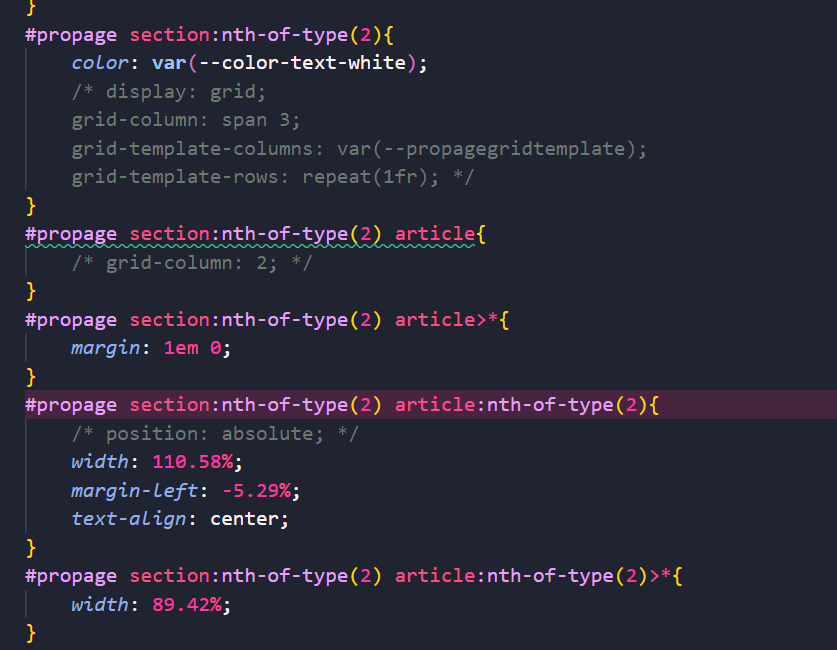 }
#propage section:nth-of-type(2){
color: var(--color-text-white);
/* display: grid;
grid-column: span 3;
grid-template-columns: var(--propagegridtemplate);
grid-template-rows: repeat(1fr); */
}
#propage section:nth-of-type(2) article{
/* grid-column: 2; */
}
#propage section:nth-of-type(2) article>*{
margin: 1em 0;
}
#propage section:nth-of-type(2) article:nth-of-type(2){
/* position: absolute; */
width: 110.58%;
margin-left: -5.29%;
text-align: center;
}
#propage section:nth-of-type(2) article:nth-of-type(2)>*{
width: 89.42%;
}